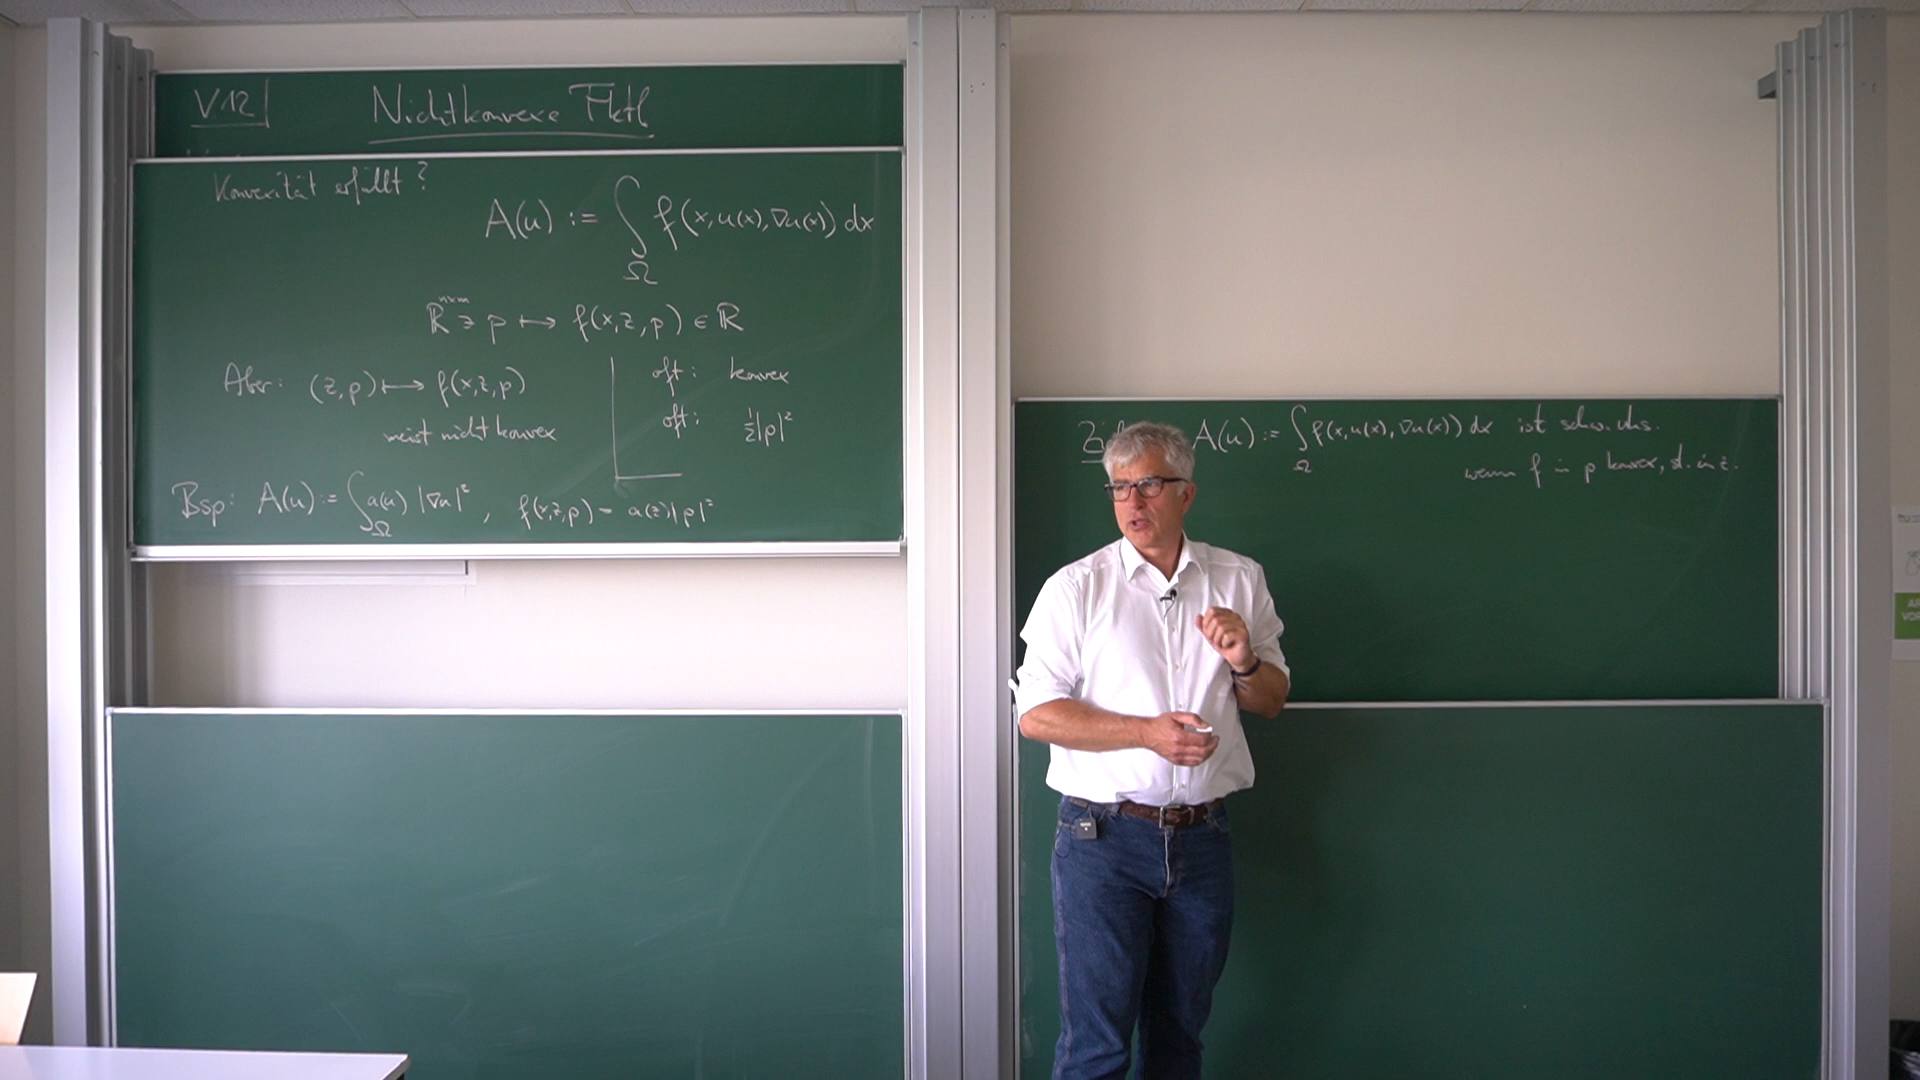 V12 Nichtkonvexe Fktl
Konvexität erfüllt?
A(u) := ∫_Ω f(x,u(x),∇u(x)) dx
ℝ^{n×m} ∋ p ↦ f(x,z,p) ∈ ℝ
Aber: (z,p) ↦ f(x,z,p)
meist nicht konvex
oft: konvex
oft: ½|p|²
Bsp: A(u) := ∫_Ω a(u) |∇u|² , f(x,z,p) = a(z)|p|²
A(u) := ∫_Ω f(x,u(x),∇u(x)) dx ist schw. uhs.
wenn f in p konvex, st. in z.